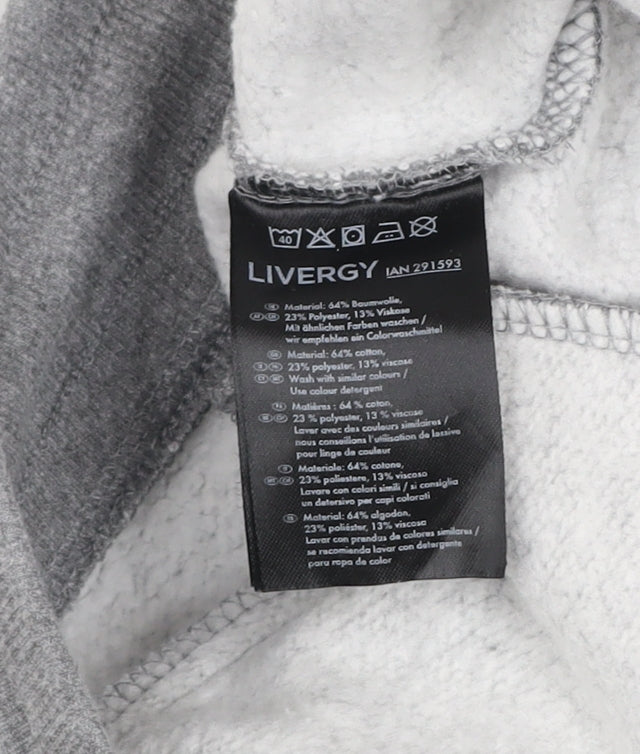 40
LIVERGY IAN 291593
Material: 64% Baumwolle,
23% Polyester, 13% Viskose
Mit ähnlichen Farben waschen /
wir empfehlen ein Colorwaschmittel
GB Material: 64% cotton,
23% polyester, 13% viscose
Wash with similar colours /
Use colour detergent
Matières : 64 % coton,
23 % polyester, 13 % viscose
Laver avec des couleurs similaires /
nous conseillons l'utilisation de lessive
pour linge de couleur
Materiale: 64% cotone,
23% poliestere, 13% viscosa
Lavare con colori simili / si consiglia
un detersivo per capi colorati
ES Material: 64% algodón,
23% poliéster, 13% viscosa
Lavar con prendas de colores similares /
se recomienda lavar con detergente
para ropa de color